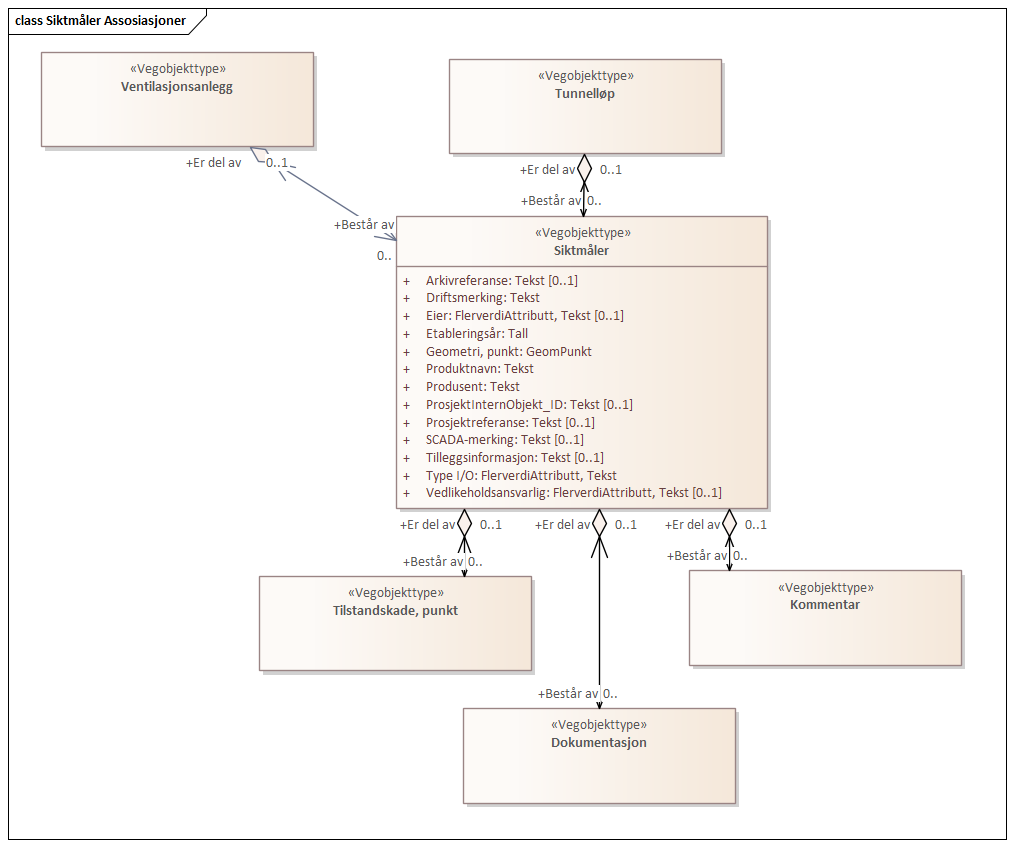 class Siktmåler Assosiasjoner
«Vegobjekttype»
Ventilasjonsanlegg
«Vegobjekttype»
Tunnelløp
+Er del av
0..1
+Er del av
0..1
+Består av
0..
+Består av
0..
«Vegobjekttype»
Siktmåler
+ Arkivreferanse: Tekst [0..1]
+ Driftsmerking: Tekst
+ Eier: FlerverdiAttributt, Tekst [0..1]
+ Etableringsår: Tall
+ Geometri, punkt: GeomPunkt
+ Produktnavn: Tekst
+ Produsent: Tekst
+ ProsjektInternObjekt_ID: Tekst [0..1]
+ Prosjektreferanse: Tekst [0..1]
+ SCADA-merking: Tekst [0..1]
+ Tilleggsinformasjon: Tekst [0..1]
+ Type I/O: FlerverdiAttributt, Tekst
+ Vedlikeholdsansvarlig: FlerverdiAttributt, Tekst [0..1]
+Er del av
0..1
+Er del av
0..1
+Er del av
0..1
+Består av
0..
+Består av
0..
«Vegobjekttype»
Tilstandskade, punkt
«Vegobjekttype»
Kommentar
+Består av
0..
«Vegobjekttype»
Dokumentasjon